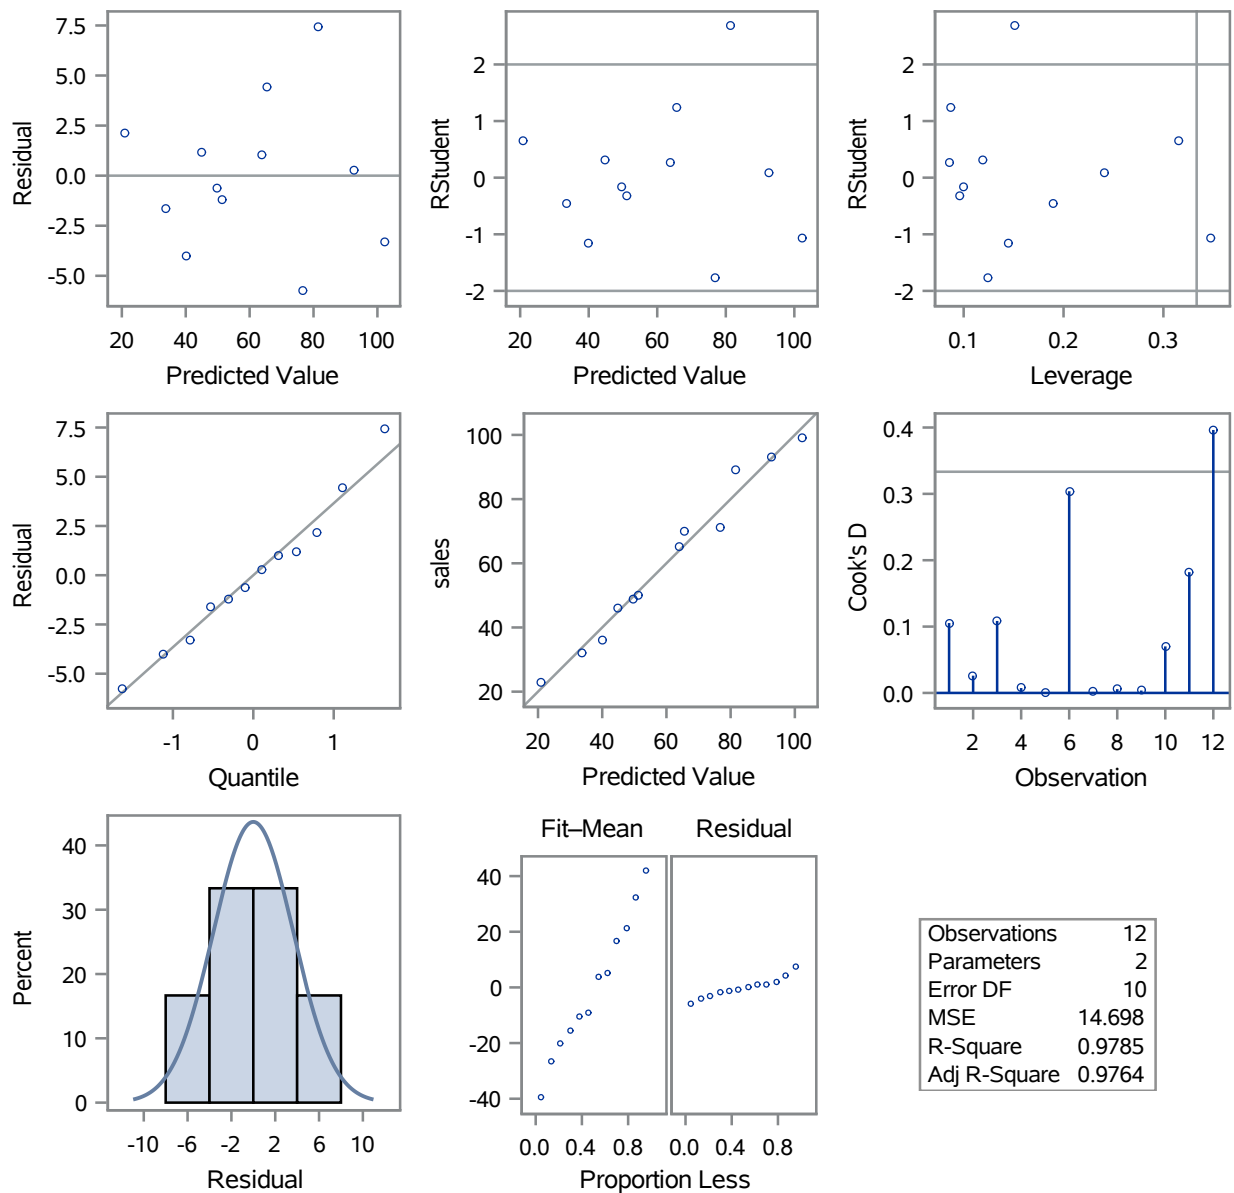 7.5
5.0
2.5
0.0
-2.5
-5.0
Residual
20 40 60 80 100
Predicted Value
2
1
0
-1
-2
RStudent
20 40 60 80 100
Predicted Value
2
1
0
-1
-2
RStudent
0.1 0.2 0.3
Leverage
7.5
5.0
2.5
0.0
-2.5
-5.0
Residual
-1 0 1
Quantile
100
80
60
40
20
sales
20 40 60 80 100
Predicted Value
0.4
0.3
0.2
0.1
0.0
Cook's D
2 4 6 8 10 12
Observation
40
30
20
10
0
Percent
-10 -6 -2 2 6 10
Residual
Fit–Mean Residual
40
20
0
-20
-40
0.0 0.4 0.8 0.0 0.4 0.8
Proportion Less
Observations 12
Parameters 2
Error DF 10
MSE 14.698
R-Square 0.9785
Adj R-Square 0.9764